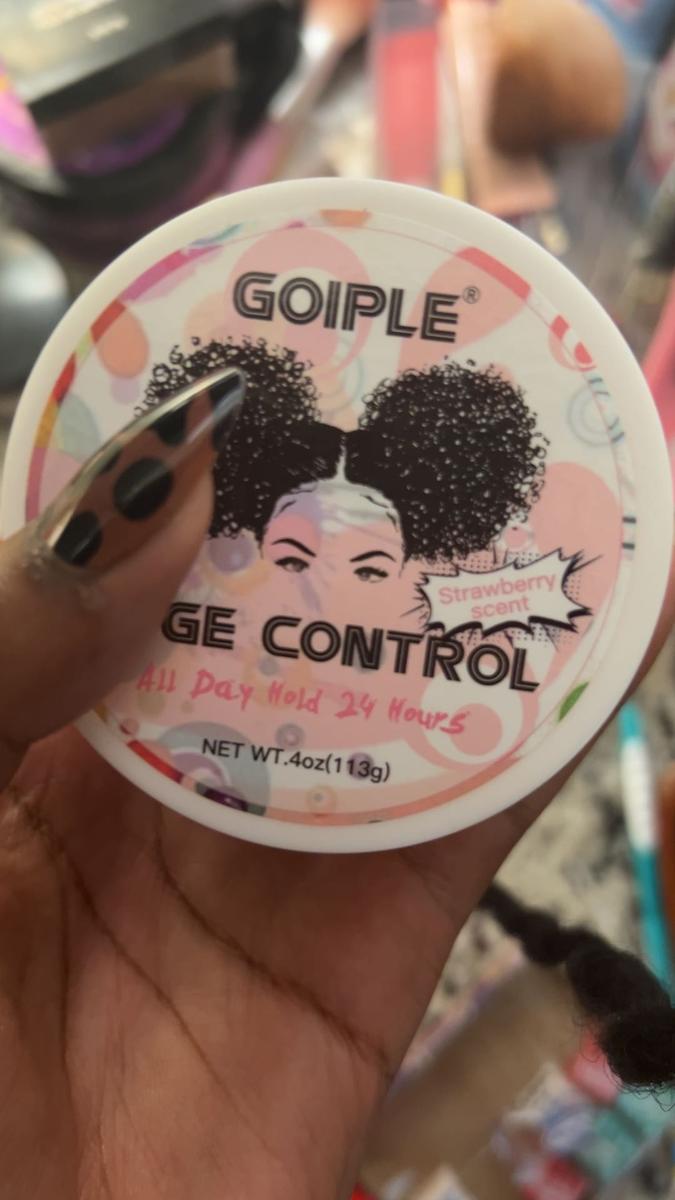 GOIPLE®
Strawberry
scent
GE CONTROL
All Day Hold 24 Hours
NET WT.4oz(113g)